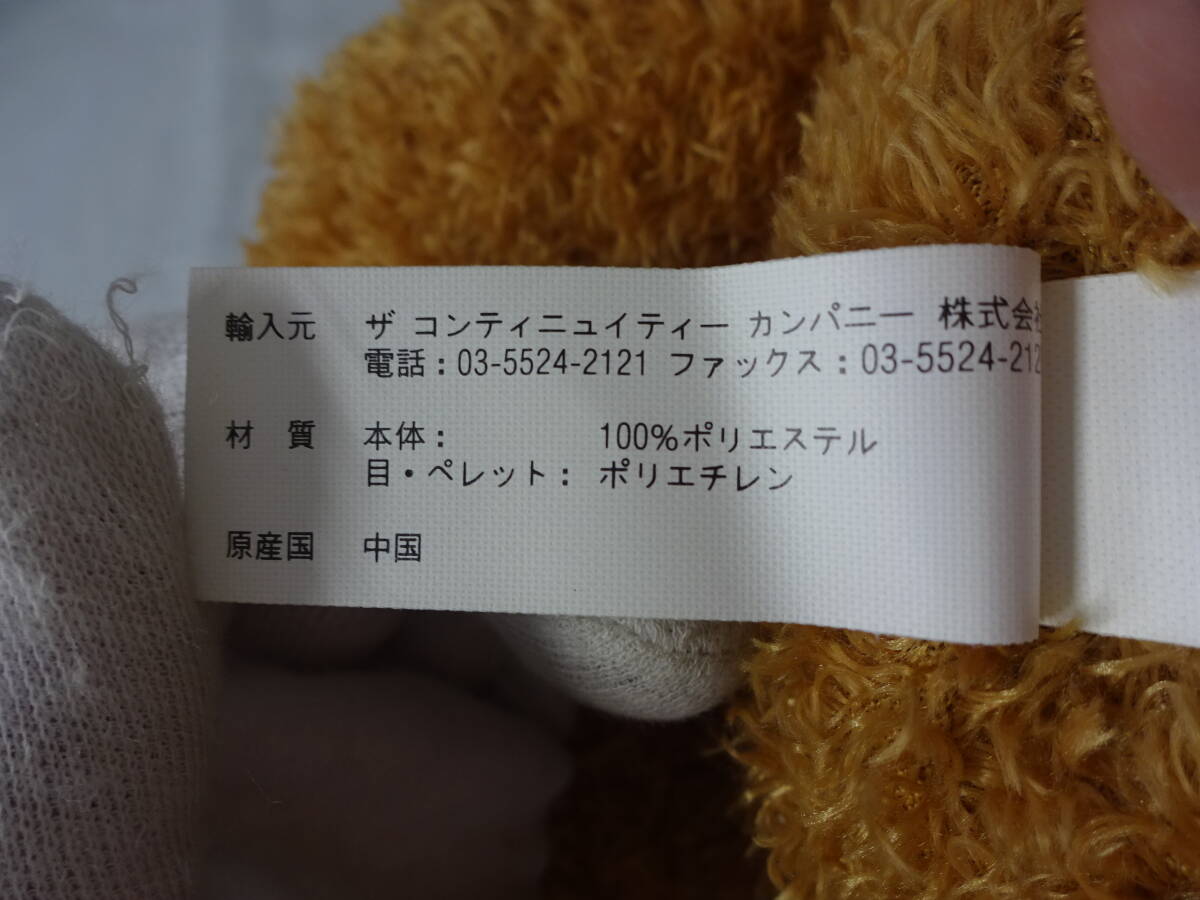 輸入元 ザ コンティニュイティー カンパニー 株式会
電話：03-5524-2121 ファックス：03-5524-212
材 質 本体： 100%ポリエステル
目・ペレット： ポリエチレン
原産国 中国